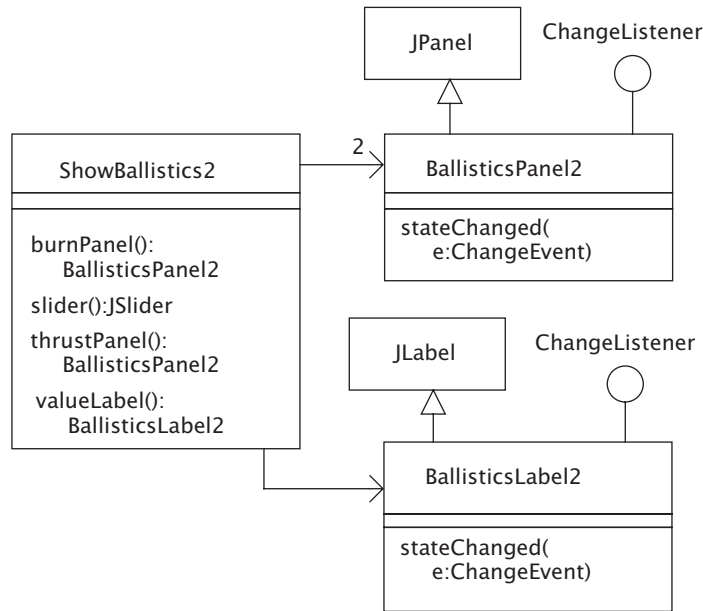 JPanel
ChangeListener
ShowBallistics2
2
BallisticsPanel2
burnPanel():
BallisticsPanel2
slider():JSlider
thrustPanel():
BallisticsPanel2
valueLabel():
BallisticsLabel2
stateChanged(
e:ChangeEvent)
JLabel
ChangeListener
BallisticsLabel2
stateChanged(
e:ChangeEvent)